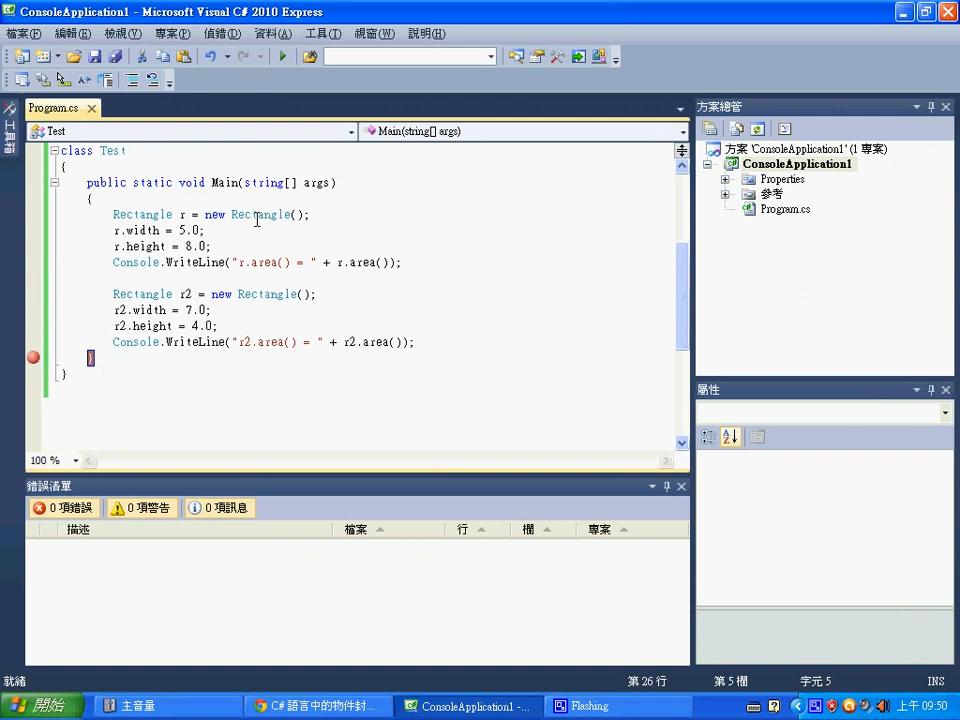 ConsoleApplication1 - Microsoft Visual C# 2010 Express
檔案(F) 編輯(E) 檢視(V) 專案(P) 偵錯(D) 資料(A) 工具(T) 視窗(W) 說明(H)
Program.cs
方案總管
工具箱
Test
Main(string[] args)
方案 'ConsoleApplication1' (1 專案)
ConsoleApplication1
Properties
參考
Program.cs
class Test
{
public static void Main(string[] args)
{
Rectangle r = new Rectangle();
r.width = 5.0;
r.height = 8.0;
Console.WriteLine("r.area() = " + r.area());
Rectangle r2 = new Rectangle();
r2.width = 7.0;
r2.height = 4.0;
Console.WriteLine("r2.area() = " + r2.area());
}
}
屬性
100 %
錯誤清單
0 項錯誤 0 項警告 0 項訊息
描述 檔案 行 欄 專案
就緒 第 26 行 第 5 欄 字元 5 INS
開始 主音量 C# 語言中的物件封... ConsoleApplication1 -... Flashing 上午 09:50